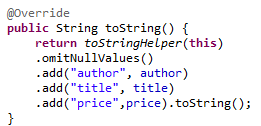 @Override
public String toString() {
    return toStringHelper(this)
    .omitNullValues()
    .add("author", author)
    .add("title", title)
    .add("price",price).toString();
}